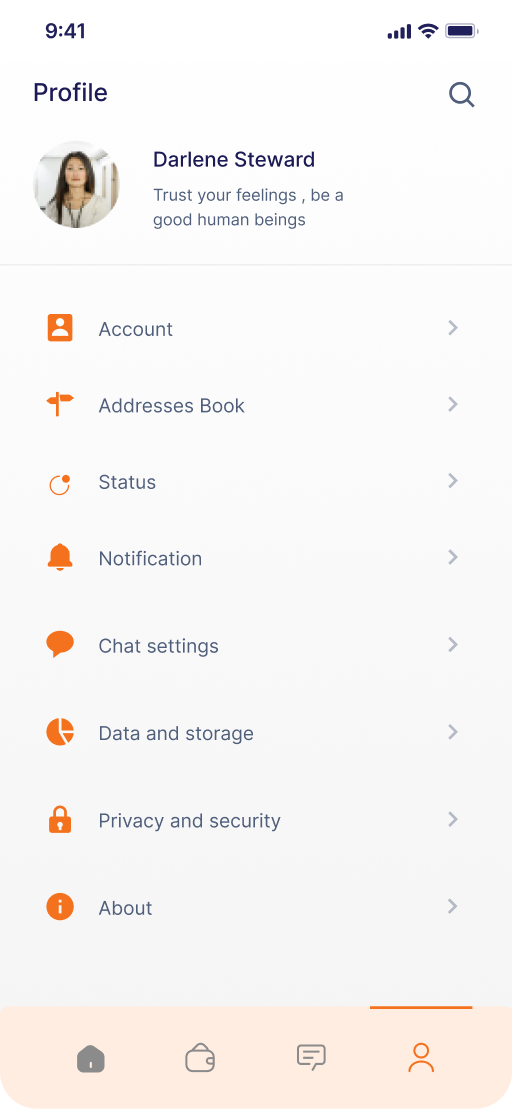 9:41
Profile
Darlene Steward
Trust your feelings , be a
good human beings
Account
Addresses Book
Status
Notification
Chat settings
Data and storage
Privacy and security
About